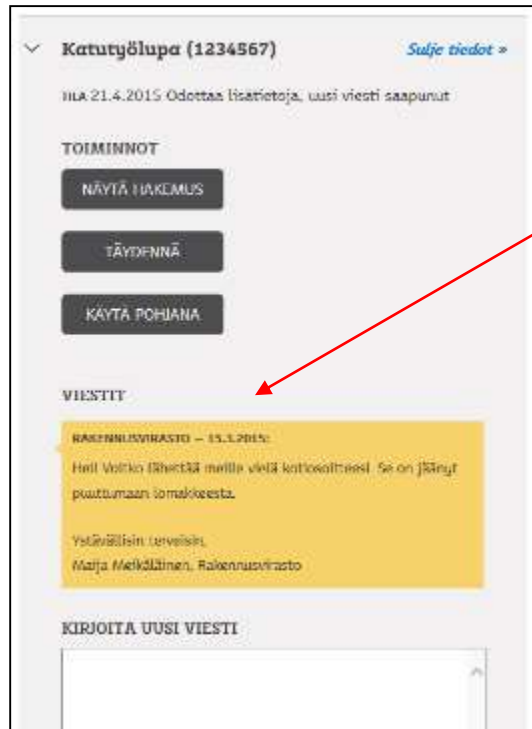 Katutyölupa (1234567) Sulje tiedot »
TILA 21.4.2015 Odottaa lisätietoja, uusi viesti saapunut
TOIMINNOT
NÄYTÄ HAKEMUS
TÄYDENNÄ
KÄYTÄ POHJANA
VIESTIT
RAKENNUSVIRASTO – 15.3.2015:
Hei! Voitko lähettää meille vielä kotiosoitteesi. Se on jäänyt
puuttumaan lomakkeesta.
Ystävällisin terveisin,
Maija Meikäläinen, Rakennusvirasto
KIRJOITA UUSI VIESTI